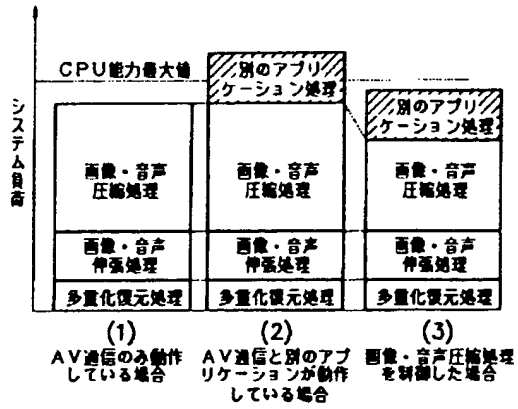 システム負荷
CPU能力最大値
画像・音声
圧縮処理
画像・音声
伸張処理
多重化復元処理
(1)
AV通信のみ動作
している場合
別のアプリ
ケーション処理
画像・音声
圧縮処理
画像・音声
伸張処理
多重化復元処理
(2)
AV通信と別のアプ
リケーションが動作
している場合
別のアプリ
ケーション処理
画像・音声
圧縮処理
画像・音声
伸張処理
多重化復元処理
(3)
画像・音声圧縮処理
を制御した場合